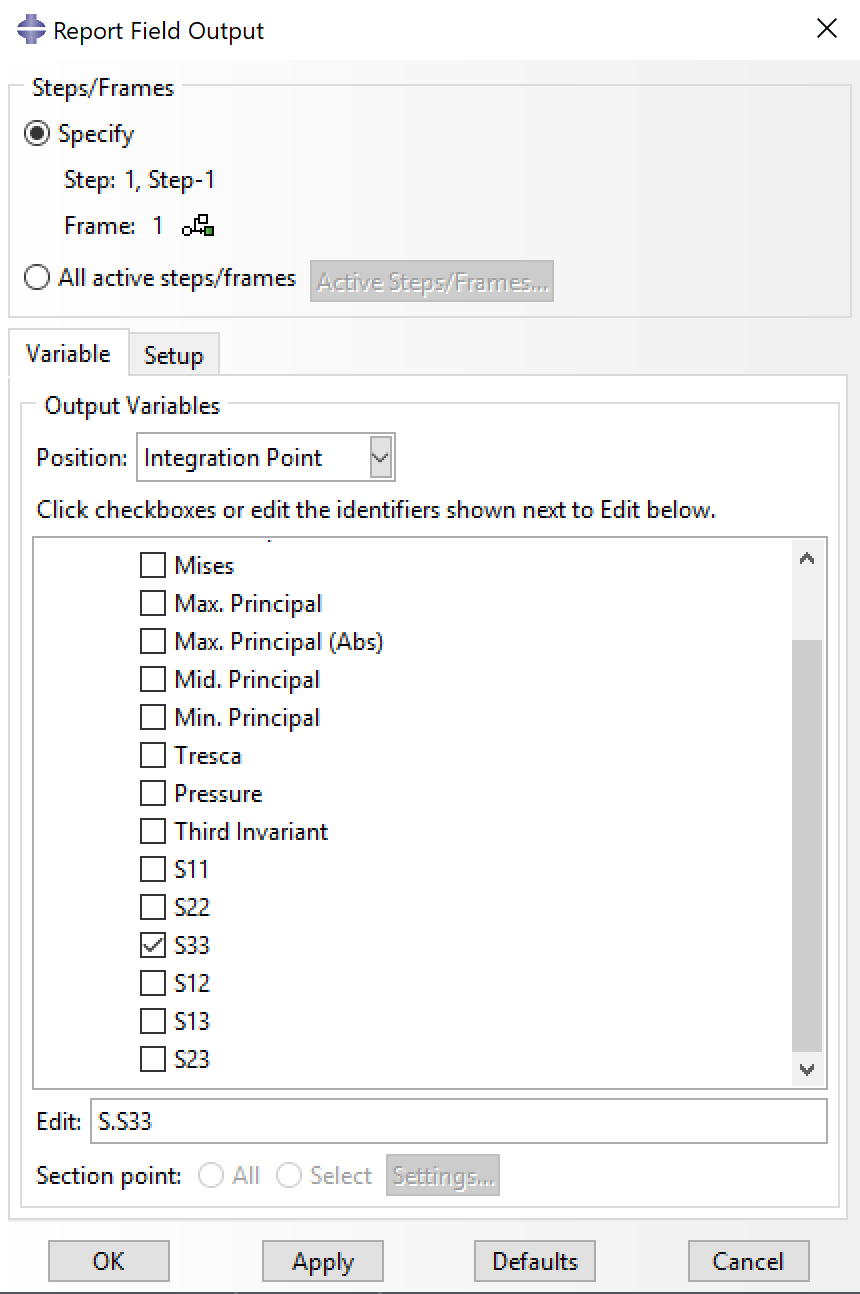 Report Field Output
Steps/Frames
Specify
Step: 1, Step-1
Frame: 1
All active steps/frames Active Steps/Frames...
Variable Setup
Output Variables
Position: Integration Point
Click checkboxes or edit the identifiers shown next to Edit below.
Mises
Max. Principal
Max. Principal (Abs)
Mid. Principal
Min. Principal
Tresca
Pressure
Third Invariant
S11
S22
S33
S12
S13
S23
Edit: S.S33
Section point: All Select Settings...
OK Apply Defaults Cancel